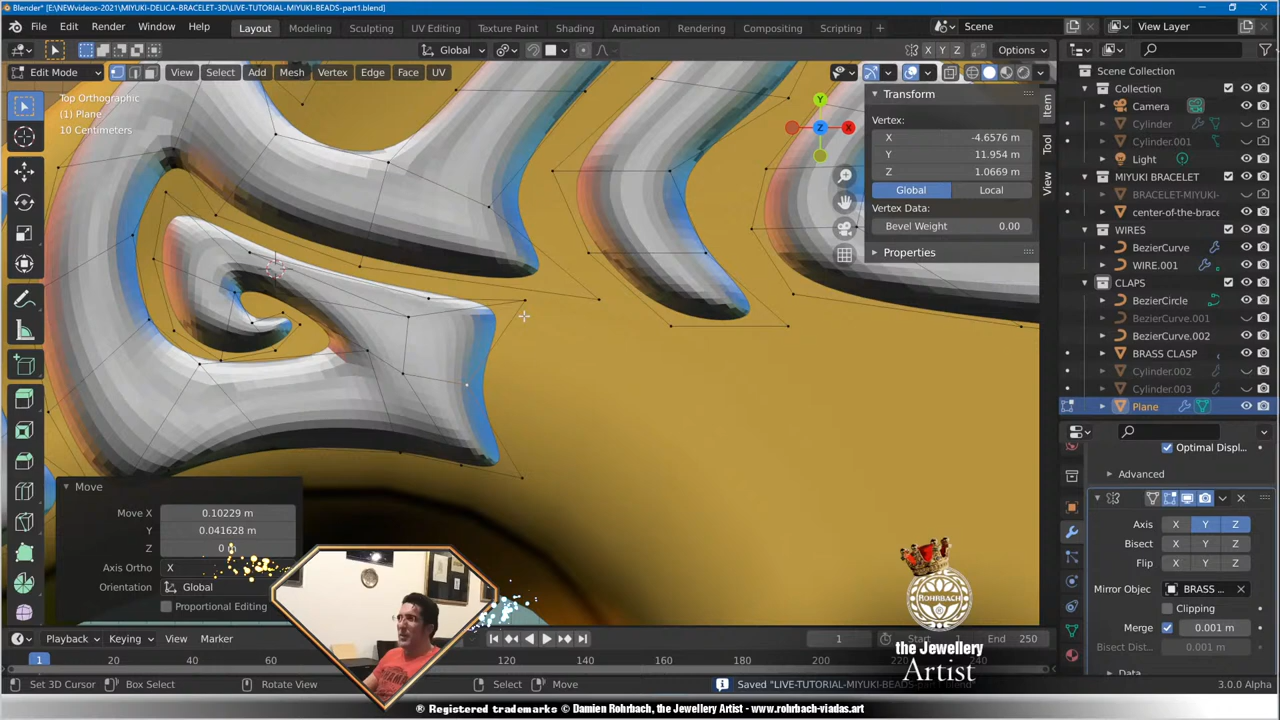 Blender* [E:\NEWvideos-2021\MIYUKI-DELICA-BRACELET-3D\LIVE-TUTORIAL-MIYUKI-BEADS-part1.blend]
File Edit Render Window Help
Layout Modeling Sculpting UV Editing Texture Paint Shading Animation Rendering Compositing Scripting +
Scene
View Layer
Global
X Y Z
Options
Edit Mode
View Select Add Mesh Vertex Edge Face UV
Top Orthographic
(1) Plane
10 Centimeters
Y
Z
X
Transform
Vertex:
X -4.6576 m
Y 11.954 m
Z 1.0669 m
Global Local
Vertex Data:
Bevel Weight 0.00
Properties
Item
Tool
View
Scene Collection
Collection
Camera
Cylinder
Cylinder.001
Light
MIYUKI BRACELET
BRACELET-MIYUKI-
center-of-the-brace
WIRES
BezierCurve
WIRE.001
CLAPS
BezierCircle
BezierCurve.001
BezierCurve.002
BRASS CLASP
Cylinder.002
Cylinder.003
Plane
Optimal Displ...
Advanced
Axis X Y Z
Bisect X Y Z
Flip X Y Z
Mirror Objec BRASS ...
Clipping
Merge 0.001 m
Bisect Dist... 0.001 m
Data
Move
Move X 0.10229 m
Y 0.041628 m
Z 0 m
Axis Ortho X
Orientation Global
Proportional Editing
ROHRBACH
the Jewellery
Artist
Playback Keying View Marker
1 Start 1 End 250
1 20 40 60 120 140 160 180 200 220 240
Set 3D Cursor Box Select Rotate View Select Move
Saved "LIVE-TUTORIAL-MIYUKI-BEADS-part1.blend"
3.0.0 Alpha
® Registered trademarks © Damien Rohrbach, the Jewellery Artist - www.rohrbach-viadas.art